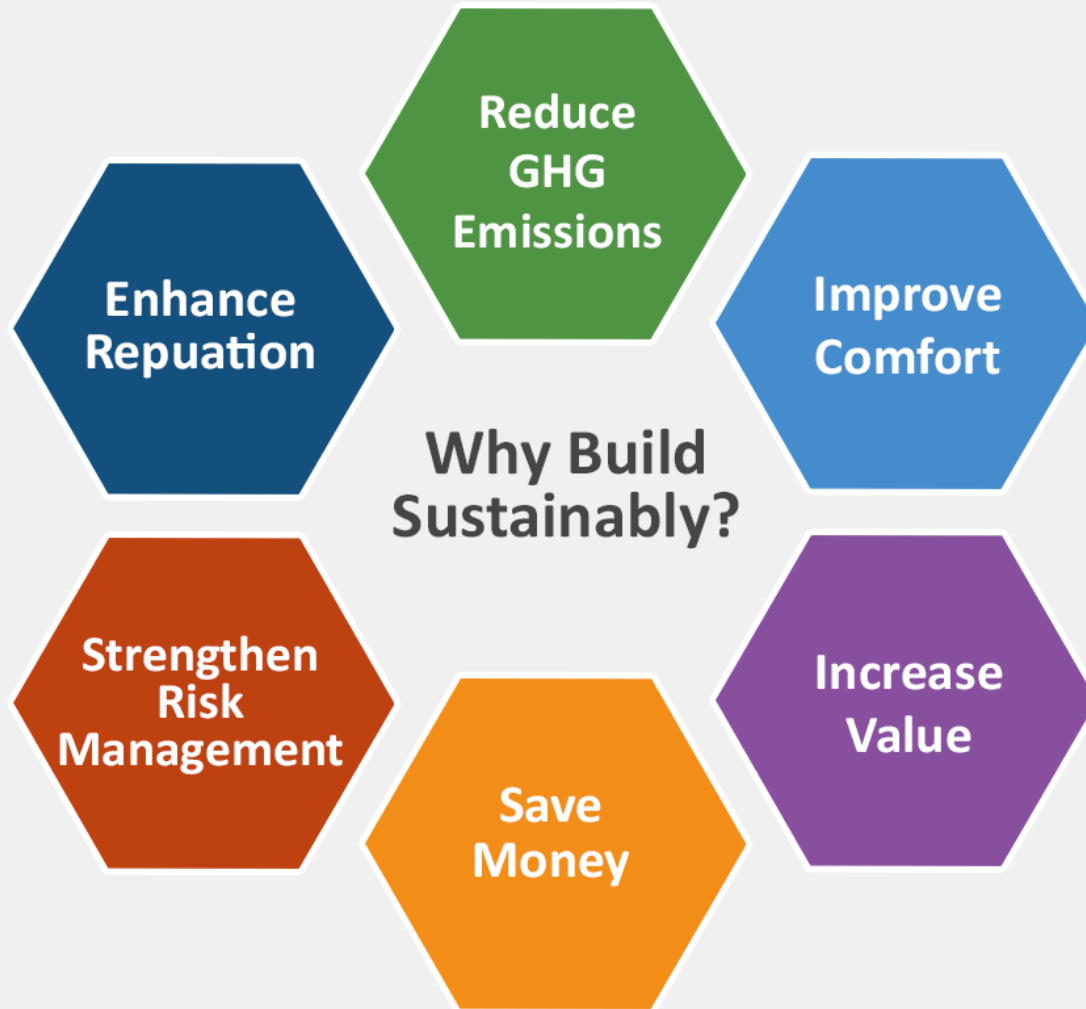 Reduce
GHG
Emissions
Enhance
Repuation
Improve
Comfort
Why Build
Sustainably?
Strengthen
Risk
Management
Increase
Value
Save
Money